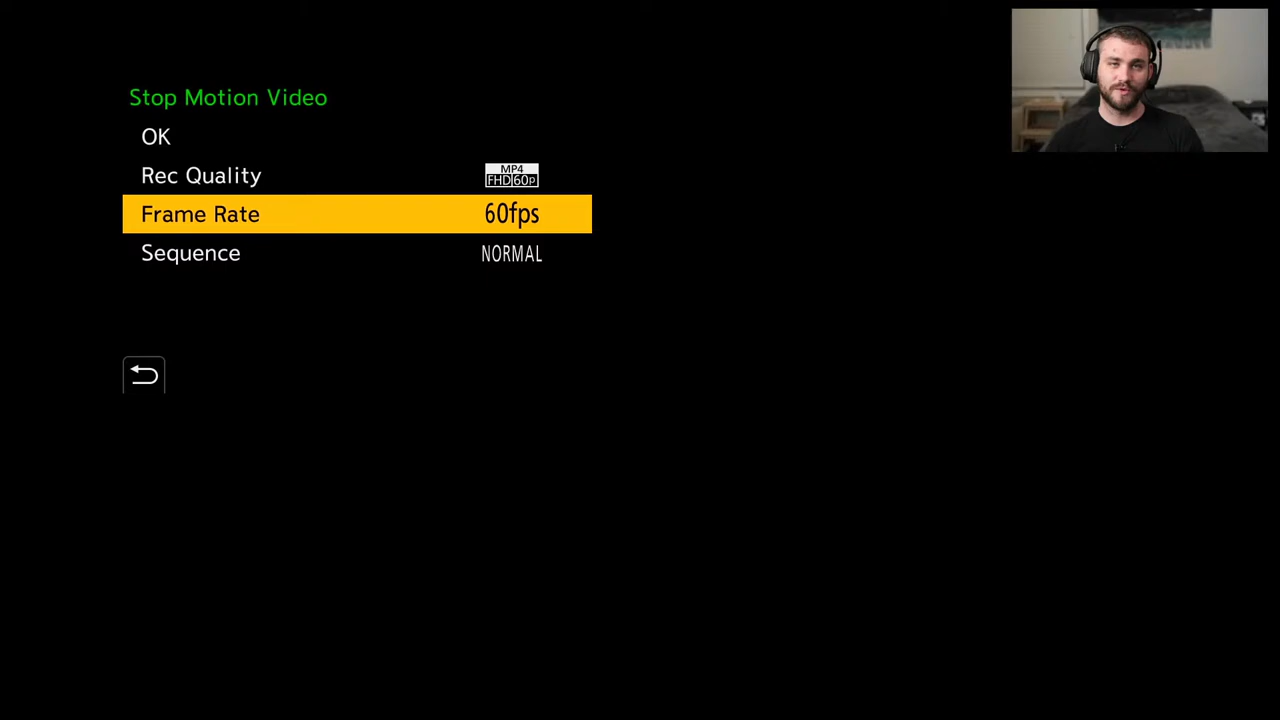 Stop Motion Video
OK
Rec Quality MP4 FHD 60p
Frame Rate 60fps
Sequence NORMAL